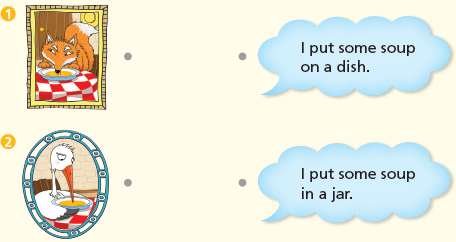 1
I put some soup
on a dish.
2
I put some soup
in a jar.